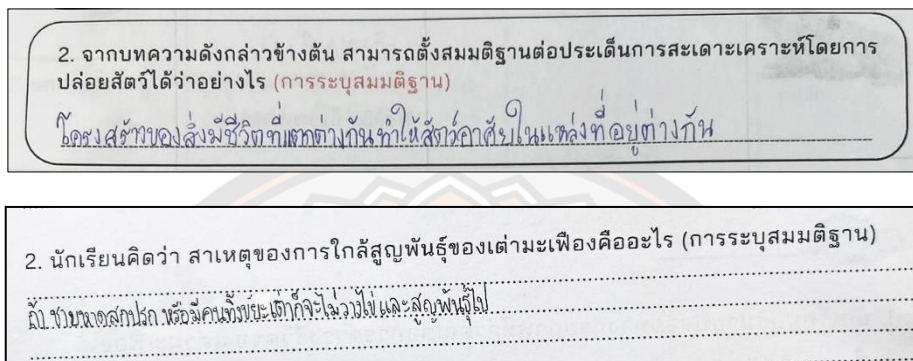 2. จากบทความดังกล่าวข้างต้น สามารถตั้งสมมติฐานต่อประเด็นการสะเดาะเคราะห์โดยการ
ปล่อยสัตว์ได้ว่าอย่างไร (การระบุสมมติฐาน)
โครงสร้างของสิ่งมีชีวิตที่แตกต่างกัน ทำให้สัตว์อาศัยในแหล่งที่อยู่ต่างกัน
2. นักเรียนคิดว่า สาเหตุของการใกล้สูญพันธุ์ของเต่ามะเฟืองคืออะไร (การระบุสมมติฐาน)
ถ้า ชายหาดสกปรก หรือมีคนทิ้งขยะ เต่าก็จะไม่วางไข่ และสูญพันธุ์ไป